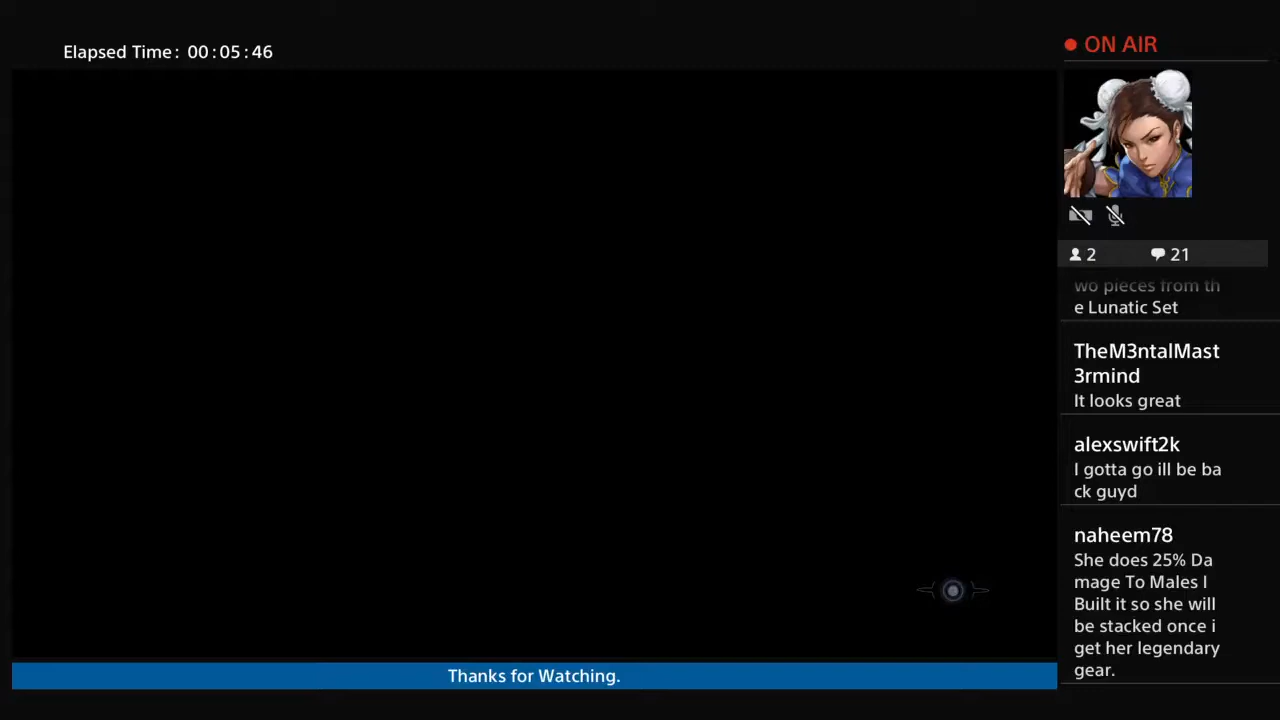 Elapsed Time: 00:05:46
ON AIR
2 21
wo pieces from th
e Lunatic Set
TheM3ntalMast
3rmind
It looks great
alexswift2k
I gotta go ill be ba
ck guyd
naheem78
She does 25% Da
mage To Males I
Built it so she will
be stacked once i
get her legendary
gear.
Thanks for Watching.